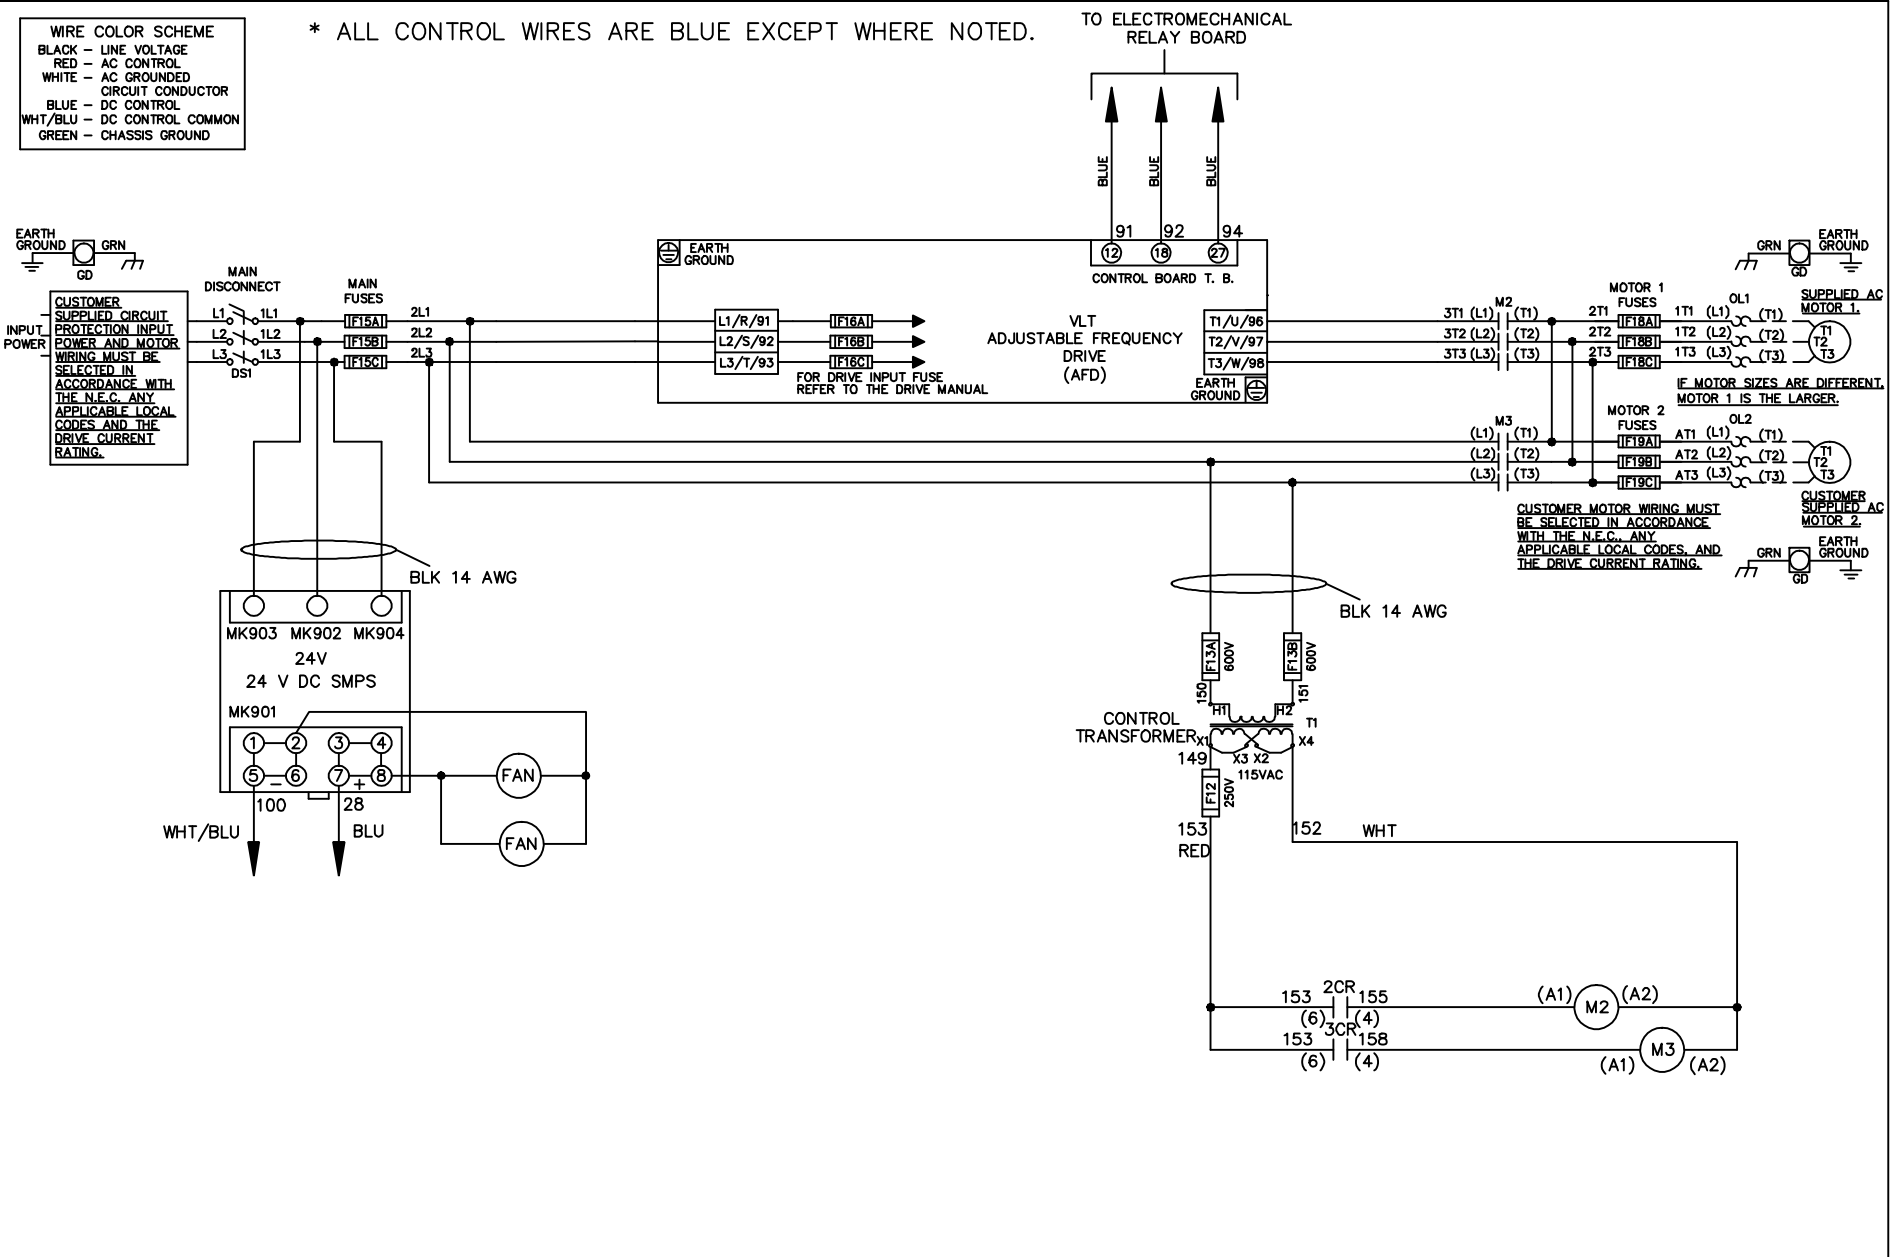 WIRE COLOR SCHEME
BLACK – LINE VOLTAGE
RED – AC CONTROL
WHITE – AC GROUNDED
CIRCUIT CONDUCTOR
BLUE – DC CONTROL
WHT/BLU – DC CONTROL COMMON
GREEN – CHASSIS GROUND
* ALL CONTROL WIRES ARE BLUE EXCEPT WHERE NOTED.
TO ELECTROMECHANICAL
RELAY BOARD
BLUE
BLUE
BLUE
91 92 94
12 18 27
CONTROL BOARD T. B.
EARTH
GROUND
GRN
GD
INPUT
POWER
CUSTOMER
SUPPLIED CIRCUIT
PROTECTION INPUT
POWER AND MOTOR
WIRING MUST BE
SELECTED IN
ACCORDANCE WITH
THE N.E.C. ANY
APPLICABLE LOCAL
CODES AND THE
DRIVE CURRENT
RATING.
MAIN
DISCONNECT
L1 1L1
L2 1L2
L3 1L3
DS1
MAIN
FUSES
F15A 2L1
F15B 2L2
F15C 2L3
EARTH
GROUND
L1/R/91 F16A
L2/S/92 F16B
L3/T/93 F16C
FOR DRIVE INPUT FUSE
REFER TO THE DRIVE MANUAL
VLT
ADJUSTABLE FREQUENCY
DRIVE
(AFD)
T1/U/96
T2/V/97
T3/W/98
EARTH
GROUND
M2
3T1 (L1) (T1)
3T2 (L2) (T2)
3T3 (L3) (T3)
MOTOR 1
FUSES
OL1
2T1 F18A 1T1 (L1) (T1)
2T2 F18B 1T2 (L2) (T2)
2T3 F18C 1T3 (L3) (T3)
GRN
GD
EARTH
GROUND
SUPPLIED AC
MOTOR 1.
T1
T2
T3
IF MOTOR SIZES ARE DIFFERENT,
MOTOR 1 IS THE LARGER.
M3
(L1) (T1)
(L2) (T2)
(L3) (T3)
MOTOR 2
FUSES
OL2
F19A AT1 (L1) (T1)
F19B AT2 (L2) (T2)
F19C AT3 (L3) (T3)
T1
T2
T3
CUSTOMER
SUPPLIED AC
MOTOR 2.
CUSTOMER MOTOR WIRING MUST
BE SELECTED IN ACCORDANCE
WITH THE N.E.C., ANY
APPLICABLE LOCAL CODES, AND
THE DRIVE CURRENT RATING.
GRN
GD
EARTH
GROUND
BLK 14 AWG
MK903 MK902 MK904
24V
24 V DC SMPS
MK901
1 2 3 4
5 – 6 7 + 8
100 28
WHT/BLU BLU
FAN
FAN
BLK 14 AWG
F13A 600V
F13B 600V
150 151
H1 H2
T1
CONTROL
TRANSFORMER
X1 X3 X2 X4
115VAC
149
F12 250V
153
RED
152 WHT
2CR
153 155
(6) (4)
(A1) M2 (A2)
3CR
153 158
(6) (4)
(A1) M3 (A2)